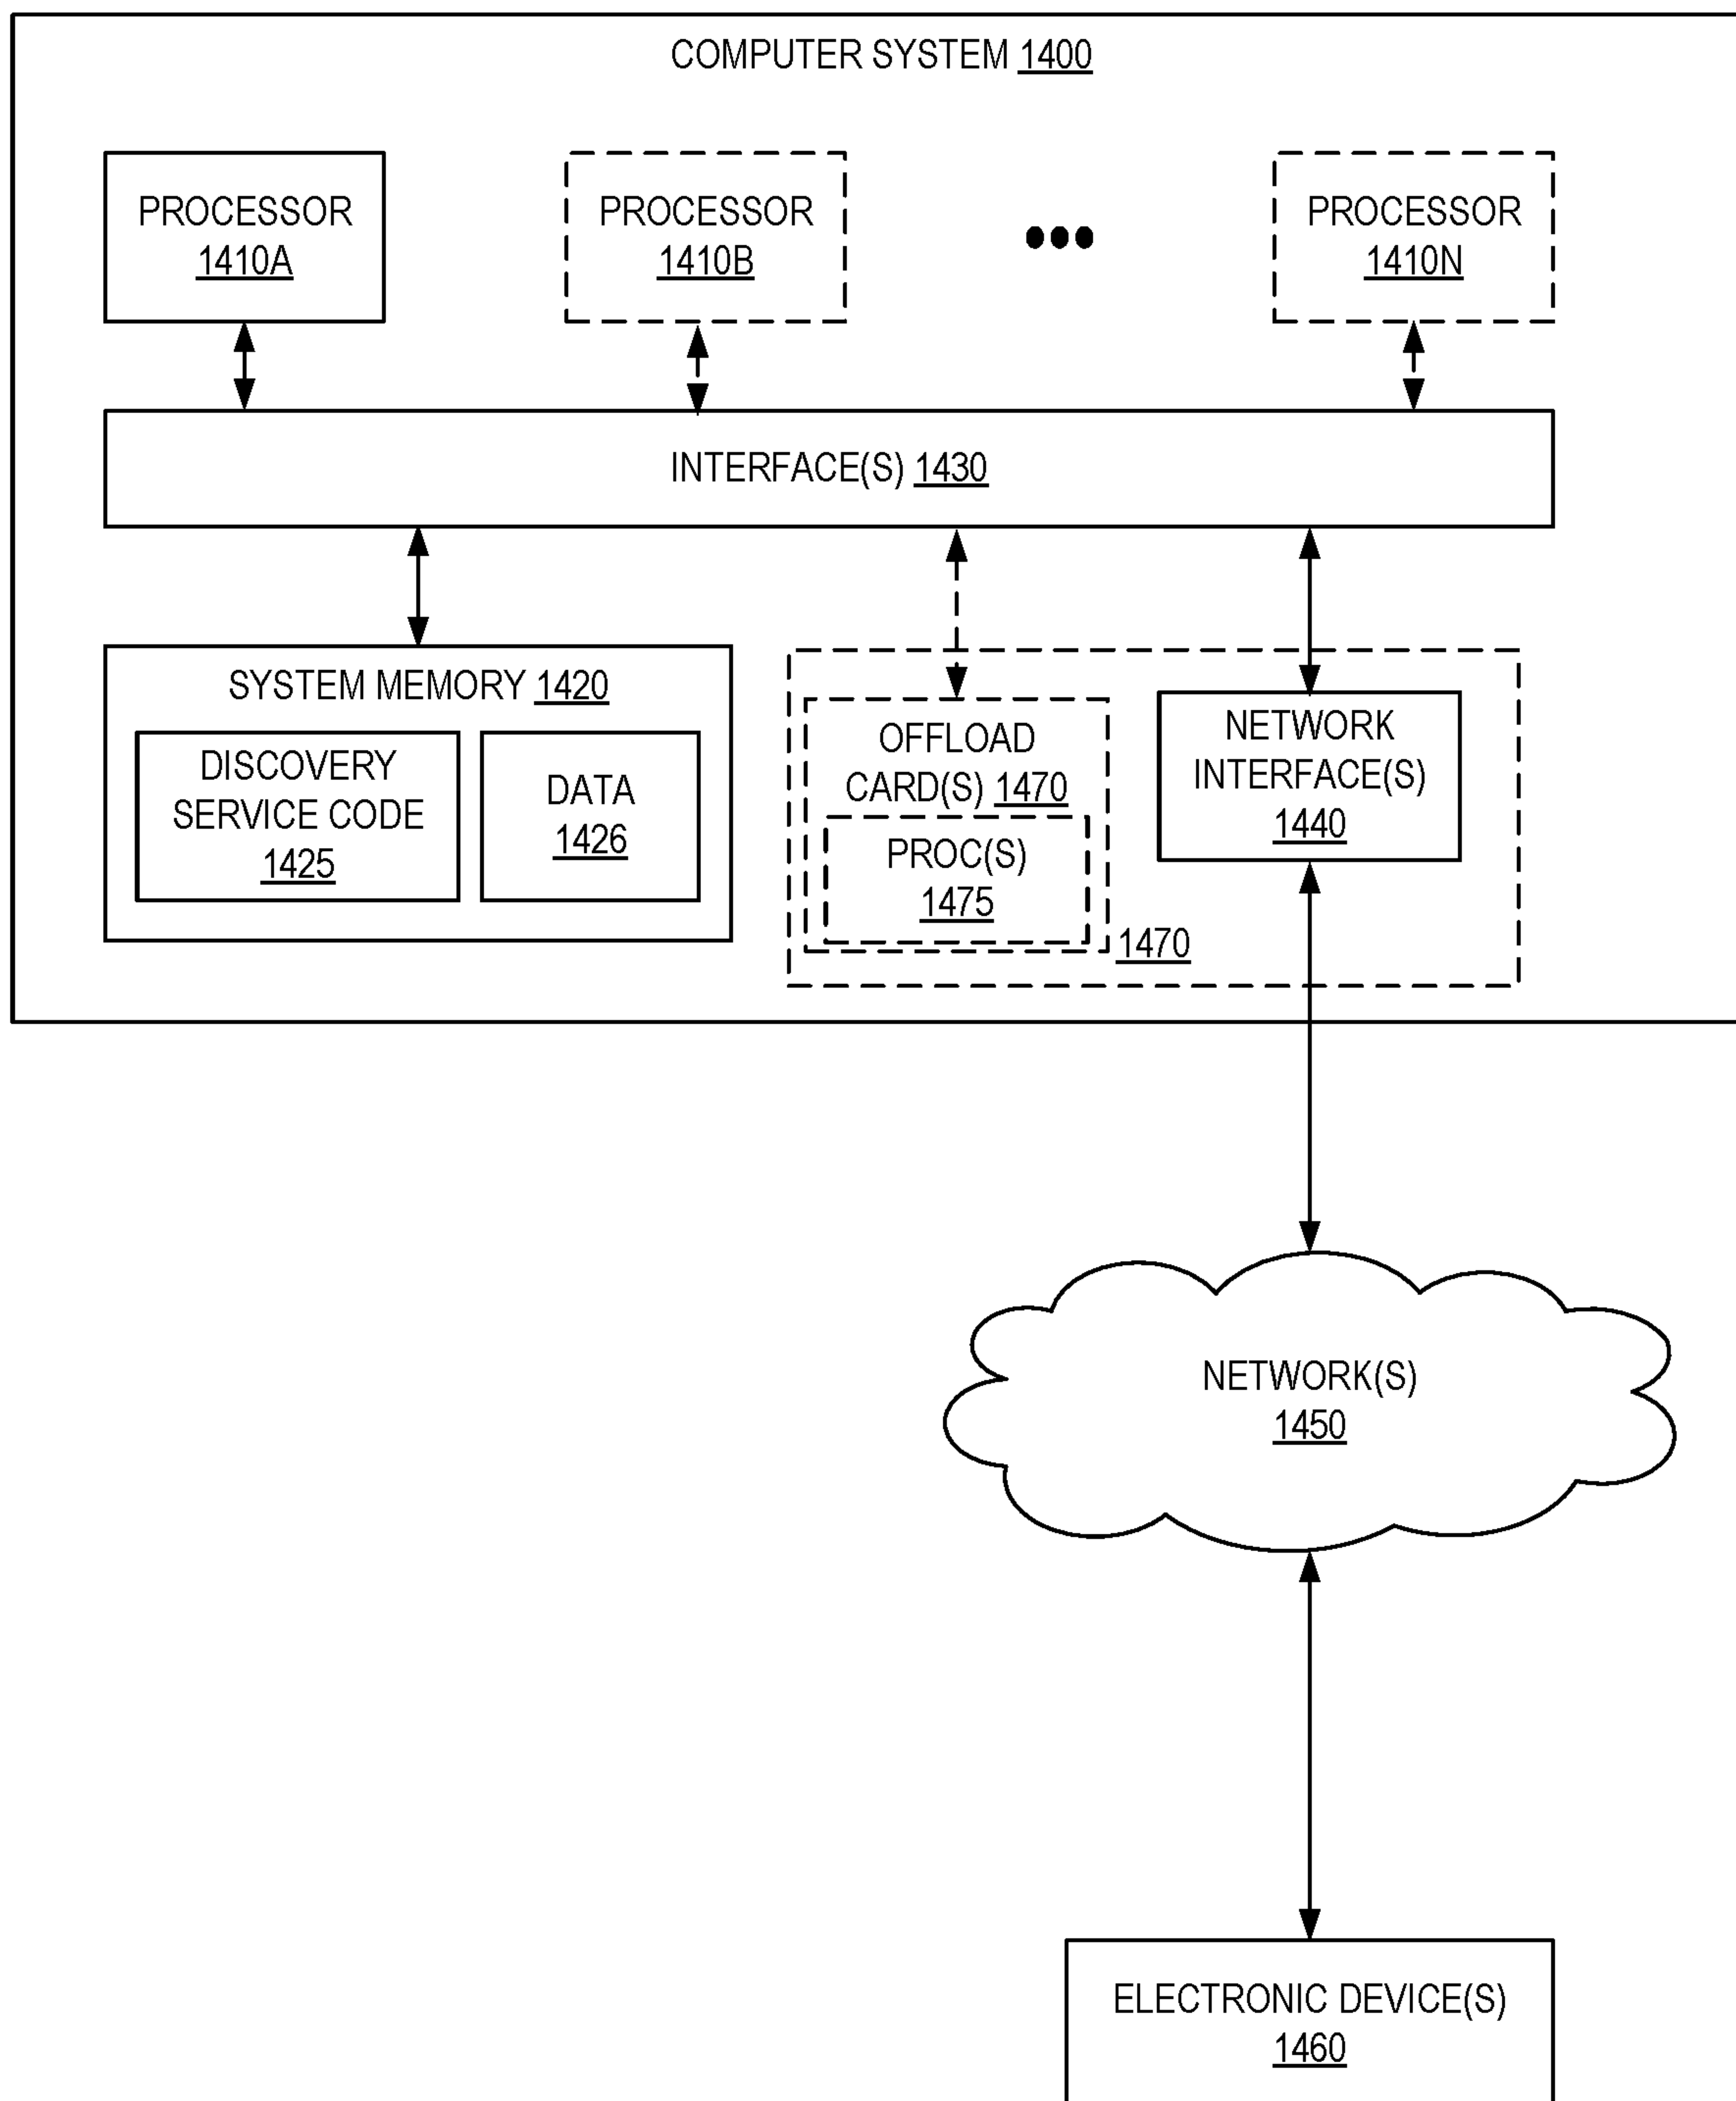 COMPUTER SYSTEM 1400
PROCESSOR
1410A
PROCESSOR
1410B
PROCESSOR
1410N
INTERFACE(S) 1430
SYSTEM MEMORY 1420
DISCOVERY
SERVICE CODE
1425
DATA
1426
OFFLOAD
CARD(S) 1470
PROC(S)
1475
1470
NETWORK
INTERFACE(S)
1440
NETWORK(S)
1450
ELECTRONIC DEVICE(S)
1460